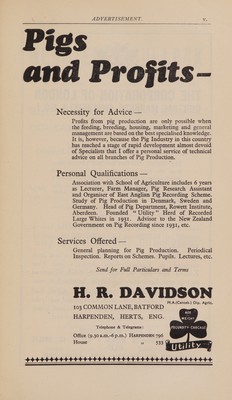 ADVERTISEMENT. v.
Pigs
and Profits—
Necessity for Advice —
Profits from pig production are only possible when
the feeding, breeding, housing, marketing and general
management are based on the best specialised knowledge.
It is, however, because the Pig Industry in this country
has reached a stage of rapid development almost devoid
of Specialists that I offer a personal service of technical
advice on all branches of Pig Production.
Personal Qualifications —
Association with School of Agriculture includes 6 years
as Lecturer, Farm Manager, Pig Research Assistant
and Organiser of East Anglian Pig Recording Scheme.
Study of Pig Production in Denmark, Sweden and
Germany. Head of Pig Department, Rowett Institute,
Aberdeen. Founded "Utility" Herd of Recorded
Large Whites in 1931. Advisor to the New Zealand
Government on Pig Recording since 1931, etc.
Services Offered —
General planning for Pig Production. Periodical
Inspection. Reports on Schemes. Pupils. Lectures, etc.
Send for Full Particulars and Terms
H. R. DAVIDSON
M.A.(Cantab.) Dip. Agric.
103 COMMON LANE, BATFORD
HARPENDEN, HERTS, ENG.
Telephone & Telegrams:
Office (9.30 a.m.-6 p.m.) HARPENDEN 796
House " 553
WEIGHT
FECUNDITY CARCASE
Utility